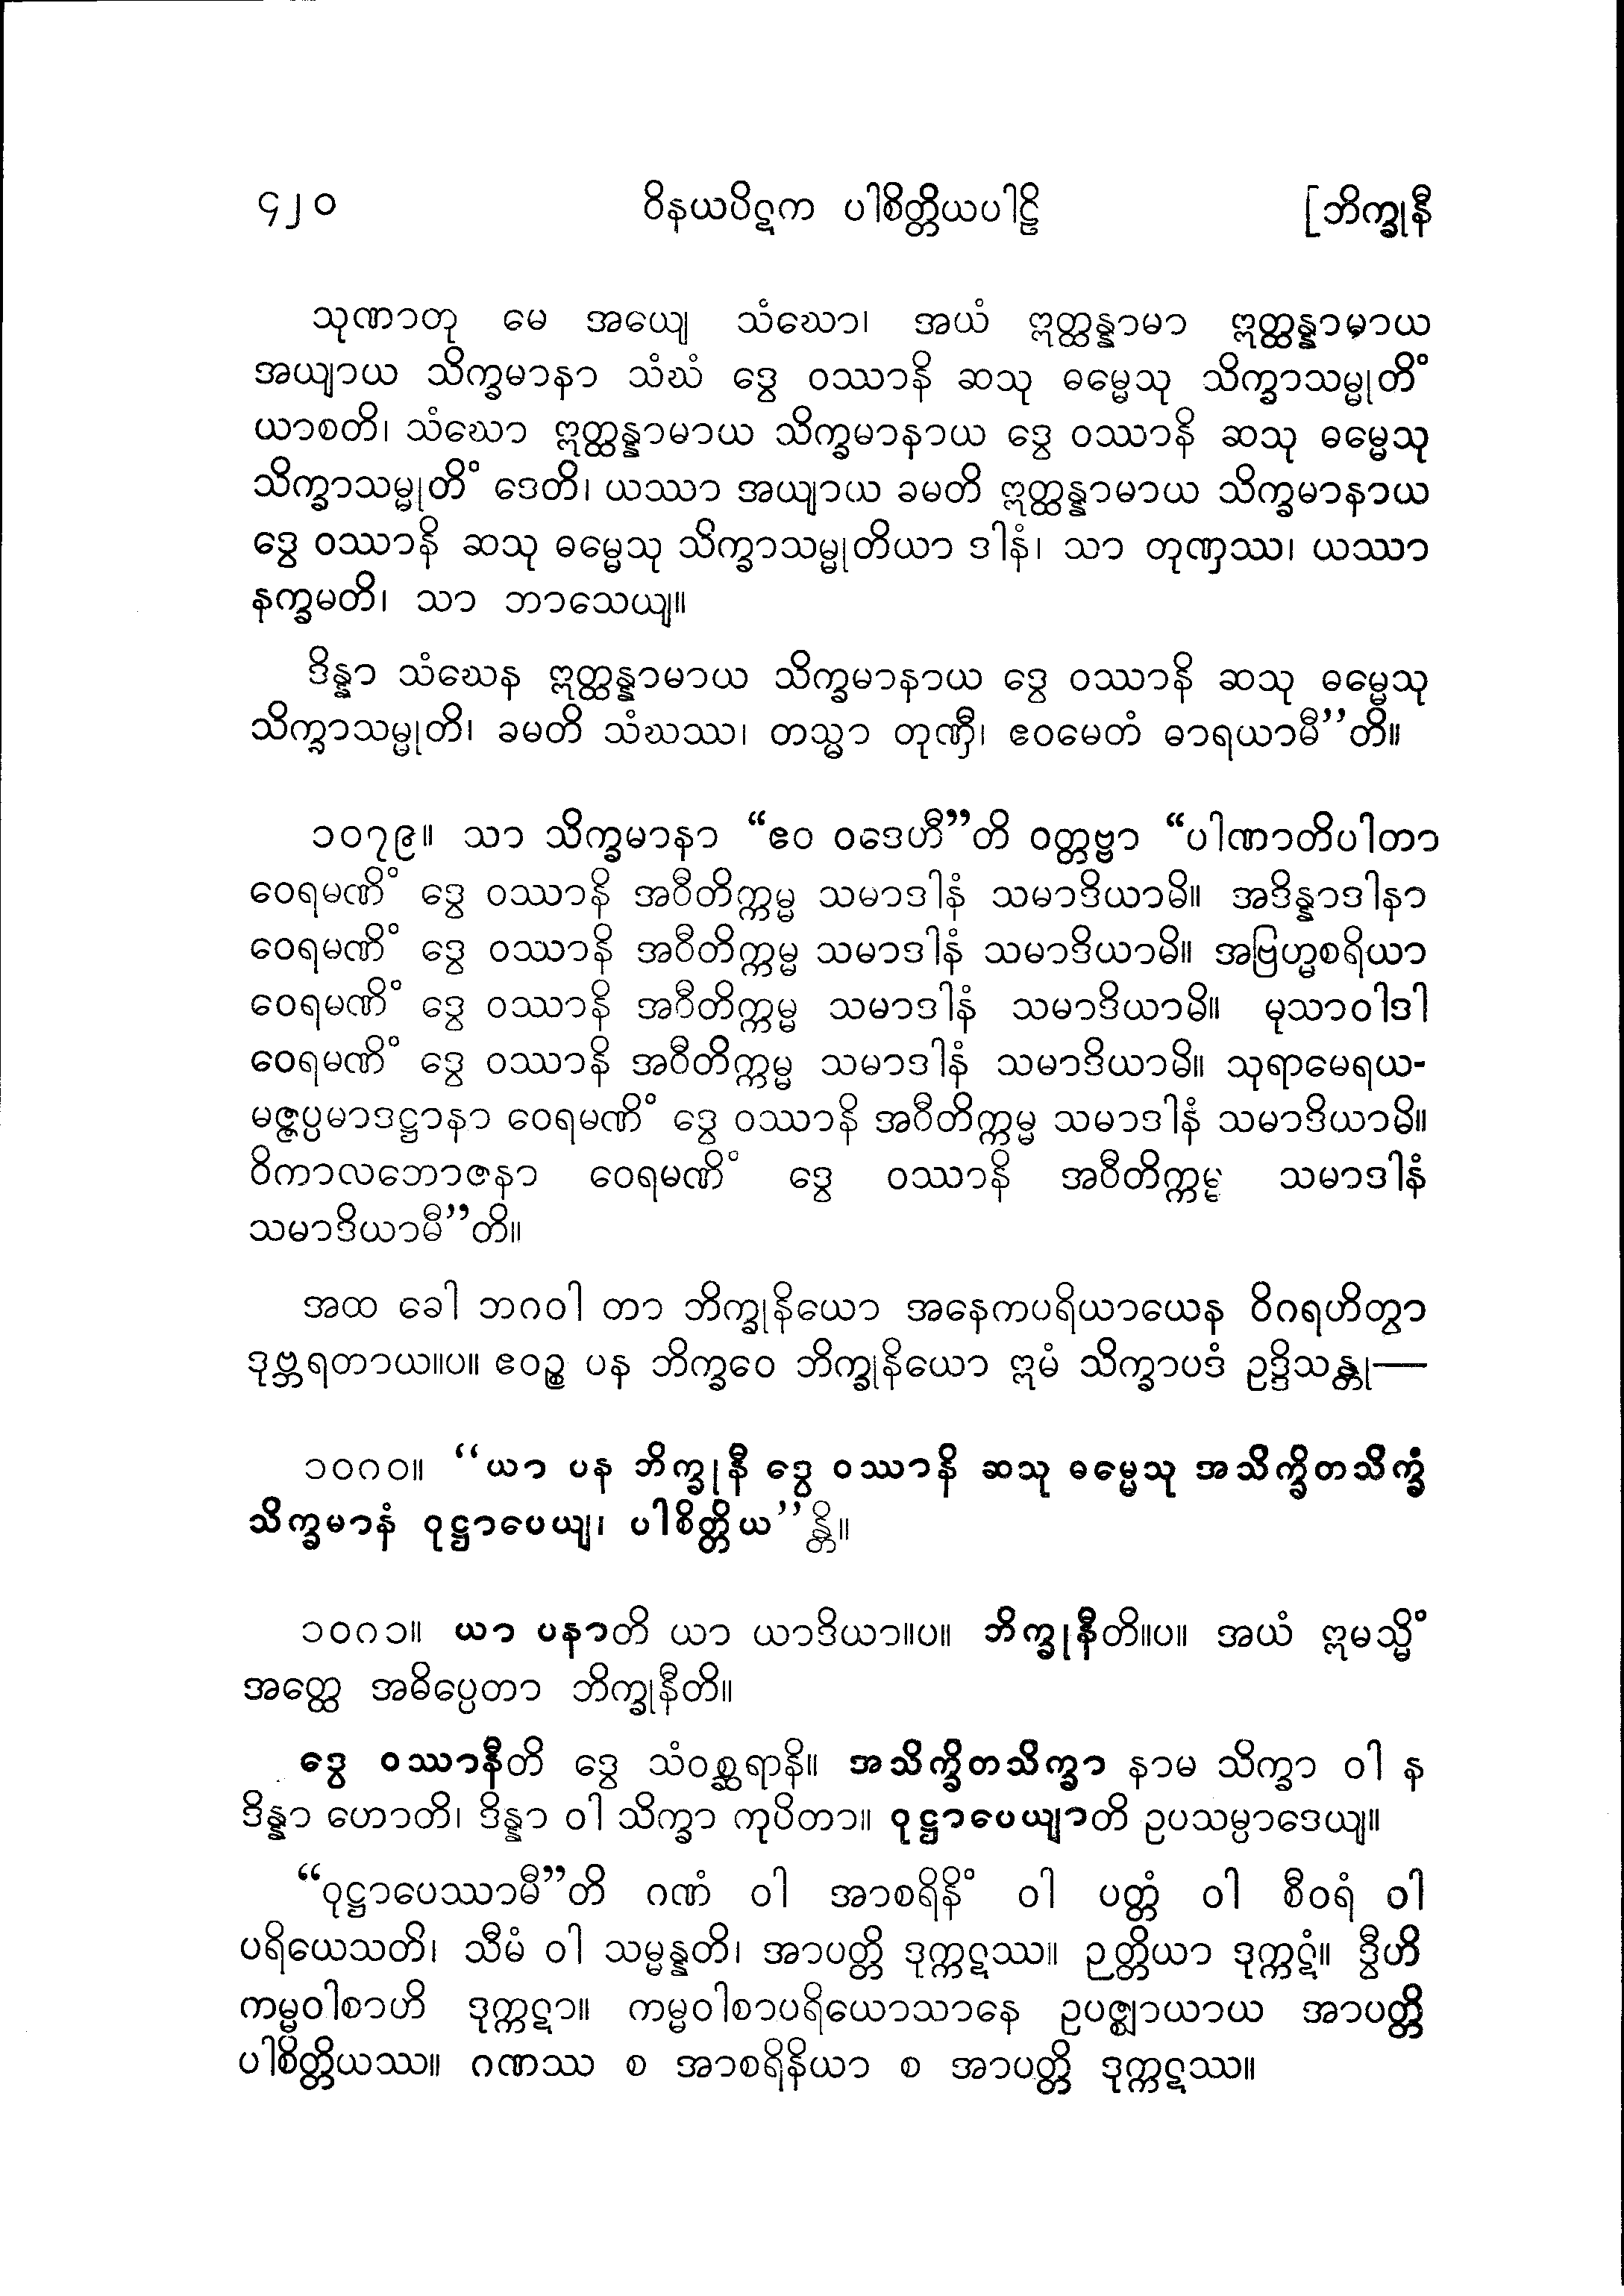 ၄၂၀ ဝိနယပိဋက ပါစိတ္တိယပါဠိ [ဘိက္ခုနီ
သုဏာတု မေ အယျေ သံဃော၊ အယံ ဣတ္ထန္နာမာ ဣတ္ထန္နာမာယ
အယျာယ သိက္ခမာနာ သံဃံ ဒွေ ဝဿာနိ ဆသု ဓမ္မေသု သိက္ခာသမ္မုတိံ
ယာစတိ၊ သံဃော ဣတ္ထန္နာမာယ သိက္ခမာနာယ ဒွေ ဝဿာနိ ဆသု ဓမ္မေသု
သိက္ခာသမ္မုတိံ ဒေတိ၊ ယဿာ အယျာယ ခမတိ ဣတ္ထန္နာမာယ သိက္ခမာနာယ
ဒွေ ဝဿာနိ ဆသု ဓမ္မေသု သိက္ခာသမ္မုတိယာ ဒါနံ၊ သာ တုဏှဿ၊ ယဿာ
နက္ခမတိ၊ သာ ဘာသေယျ။
ဒိန္နာ သံဃေန ဣတ္ထန္နာမာယ သိက္ခမာနာယ ဒွေ ဝဿာနိ ဆသု ဓမ္မေသု
သိက္ခာသမ္မုတိ၊ ခမတိ သံဃဿ၊ တသ္မာ တုဏှီ၊ ဧဝမေတံ ဓာရယာမီ”တိ။
၁၀၇၉။ သာ သိက္ခမာနာ “ဧဝ ဝဒေဟီ”တိ ဝတ္တဗ္ဗာ “ပါဏာတိပါတာ
ဝေရမဏိံ ဒွေ ဝဿာနိ အဝီတိက္ကမ္မ သမာဒါနံ သမာဒိယာမိ။ အဒိန္နာဒါနာ
ဝေရမဏိံ ဒွေ ဝဿာနိ အဝီတိက္ကမ္မ သမာဒါနံ သမာဒိယာမိ။ အဗြဟ္မစရိယာ
ဝေရမဏိံ ဒွေ ဝဿာနိ အဝီတိက္ကမ္မ သမာဒါနံ သမာဒိယာမိ။ မုသာဝါဒါ
ဝေရမဏိံ ဒွေ ဝဿာနိ အဝီတိက္ကမ္မ သမာဒါနံ သမာဒိယာမိ။ သုရာမေရယ-
မဇ္ဇပ္ပမာဒဋ္ဌာနာ ဝေရမဏိံ ဒွေ ဝဿာနိ အဝီတိက္ကမ္မ သမာဒါနံ သမာဒိယာမိ။
ဝိကာလဘောဇနာ ဝေရမဏိံ ဒွေ ဝဿာနိ အဝီတိက္ကမ္မ သမာဒါနံ
သမာဒိယာမီ”တိ။
အထ ခေါ ဘဂဝါ တာ ဘိက္ခုနိယော အနေကပရိယာယေန ဝိဂရဟိတွာ
ဒုဗ္ဘရတာယ။ပ။ ဧဝဉ္စ ပန ဘိက္ခဝေ ဘိက္ခုနိယော ဣမံ သိက္ခာပဒံ ဥဒ္ဒိသန္တု—
၁၀၈၀။ “ယာ ပန ဘိက္ခုနီ ဒွေ ဝဿာနိ ဆသု ဓမ္မေသု အသိက္ခိတသိက္ခံ
သိက္ခမာနံ ဝုဋ္ဌာပေယျ၊ ပါစိတ္တိယ”န္တိ။
၁၀၈၁။ ယာ ပနာတိ ယာ ယာဒိယာ။ပ။ ဘိက္ခုနီတိ။ပ။ အယံ ဣမသ္မိံ
အတ္ထေ အဓိပ္ပေတာ ဘိက္ခုနီတိ။
ဒွေ ဝဿာနီတိ ဒွေ သံဝစ္ဆရာနိ။ အသိက္ခိတသိက္ခာ နာမ သိက္ခာ ဝါ န
ဒိန္နာ ဟောတိ၊ ဒိန္နာ ဝါ သိက္ခာ ကုပိတာ။ ဝုဋ္ဌာပေယျာတိ ဥပသမ္ပာဒေယျ။
“ဝုဋ္ဌာပေဿာမီ”တိ ဂဏံ ဝါ အာစရိနိံ ဝါ ပတ္တံ ဝါ စီဝရံ ဝါ
ပရိယေသတိ၊ သီမံ ဝါ သမ္မန္နတိ၊ အာပတ္တိ ဒုက္ကဋဿ။ ဉတ္တိယာ ဒုက္ကဋံ။ ဒွီဟိ
ကမ္မဝါစာဟိ ဒုက္ကဋာ။ ကမ္မဝါစာပရိယောသာနေ ဥပဇ္ဈာယာယ အာပတ္တိ
ပါစိတ္တိယဿ။ ဂဏဿ စ အာစရိနိယာ စ အာပတ္တိ ဒုက္ကဋဿ။